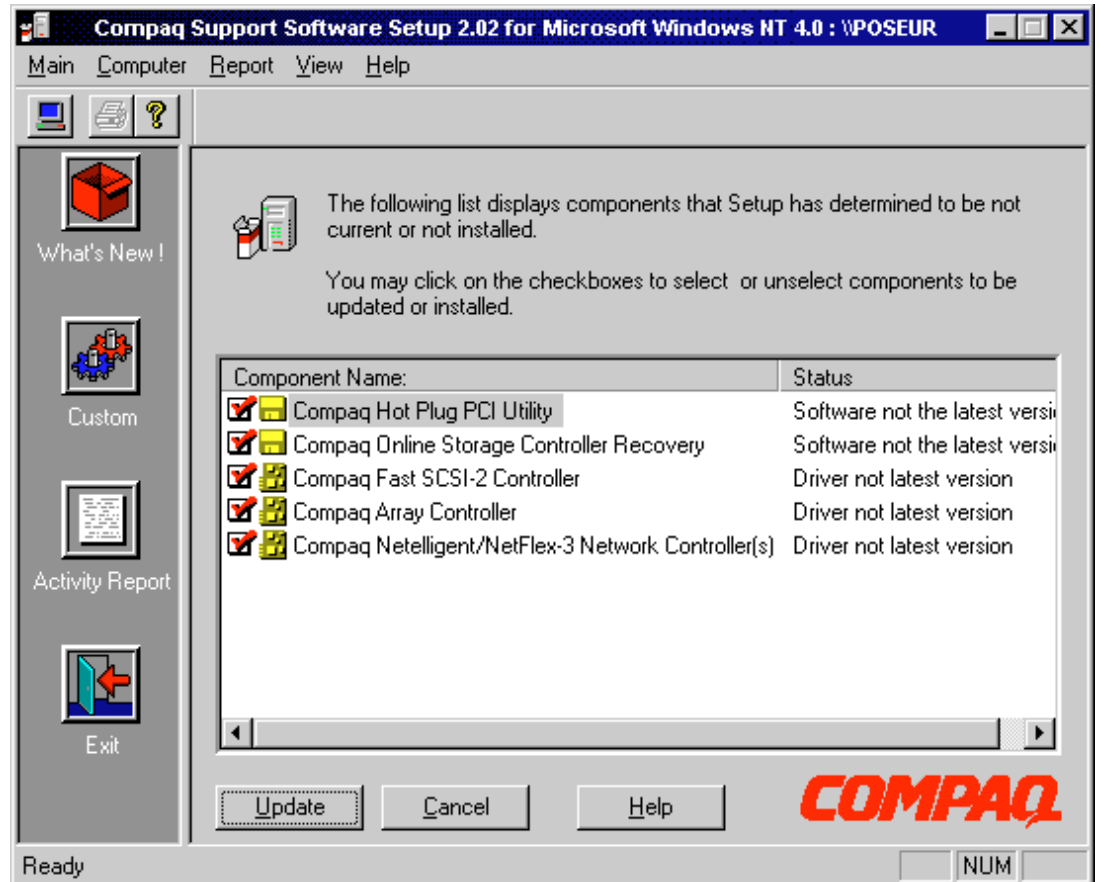 Compaq Support Software Setup 2.02 for Microsoft Windows NT 4.0 : \\POSEUR
Main Computer Report View Help
What's New !
Custom
Activity Report
Exit
The following list displays components that Setup has determined to be not
current or not installed.
You may click on the checkboxes to select or unselect components to be
updated or installed.
Component Name: Status
Compaq Hot Plug PCI Utility Software not the latest versi
Compaq Online Storage Controller Recovery Software not the latest versi
Compaq Fast SCSI-2 Controller Driver not latest version
Compaq Array Controller Driver not latest version
Compaq Netelligent/NetFlex-3 Network Controller(s) Driver not latest version
Update Cancel Help COMPAQ
Ready NUM